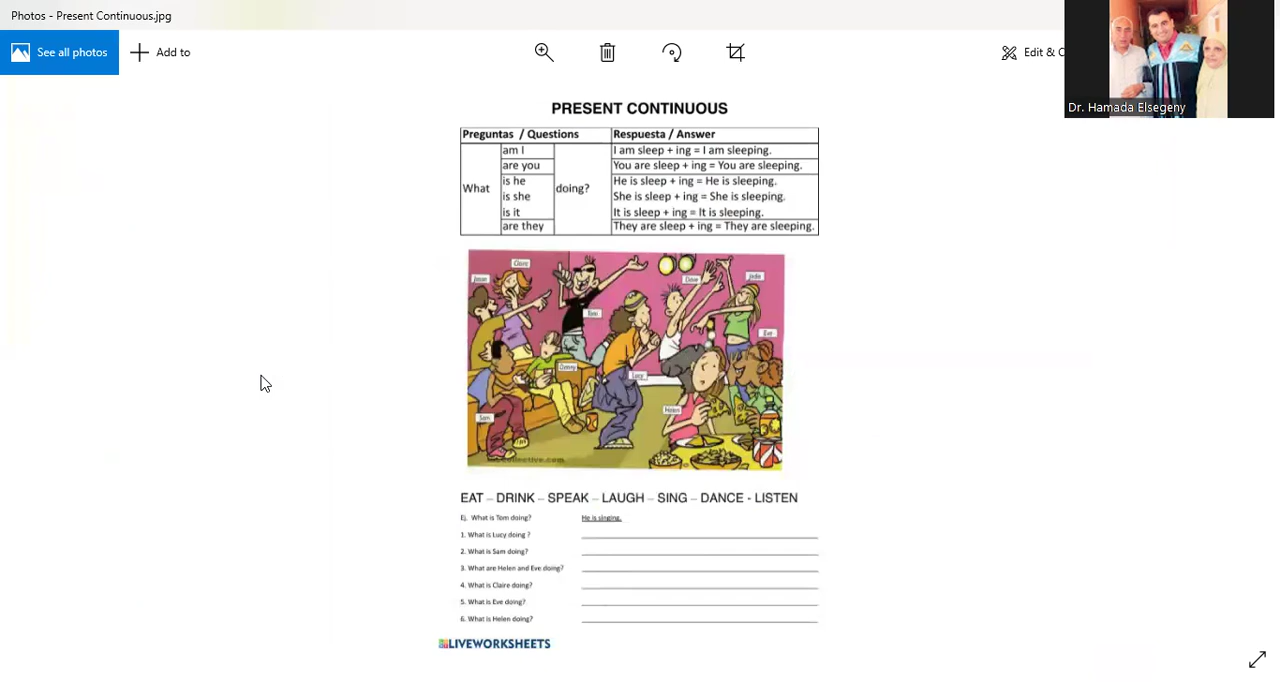 Photos - Present Continuous.jpg
See all photos
Add to
Edit & C
Dr. Hamada Elsegeny
PRESENT CONTINUOUS
Preguntas / Questions Respuesta / Answer
What
am I
are you
is he
is she
is it
are they
doing?
I am sleep + ing = I am sleeping.
You are sleep + ing = You are sleeping.
He is sleep + ing = He is sleeping.
She is sleep + ing = She is sleeping.
It is sleep + ing = It is sleeping.
They are sleep + ing = They are sleeping.
Claire
Jason
Dave
Jade
Tom
Eve
Danny
Lucy
Helen
Sam
EAT – DRINK – SPEAK – LAUGH – SING – DANCE - LISTEN
Ej. What is Tom doing? He is singing.
1. What is Lucy doing ?
2. What is Sam doing?
3. What are Helen and Eve doing?
4. What is Claire doing?
5. What is Eve doing?
6. What is Helen doing?
LIVEWORKSHEETS